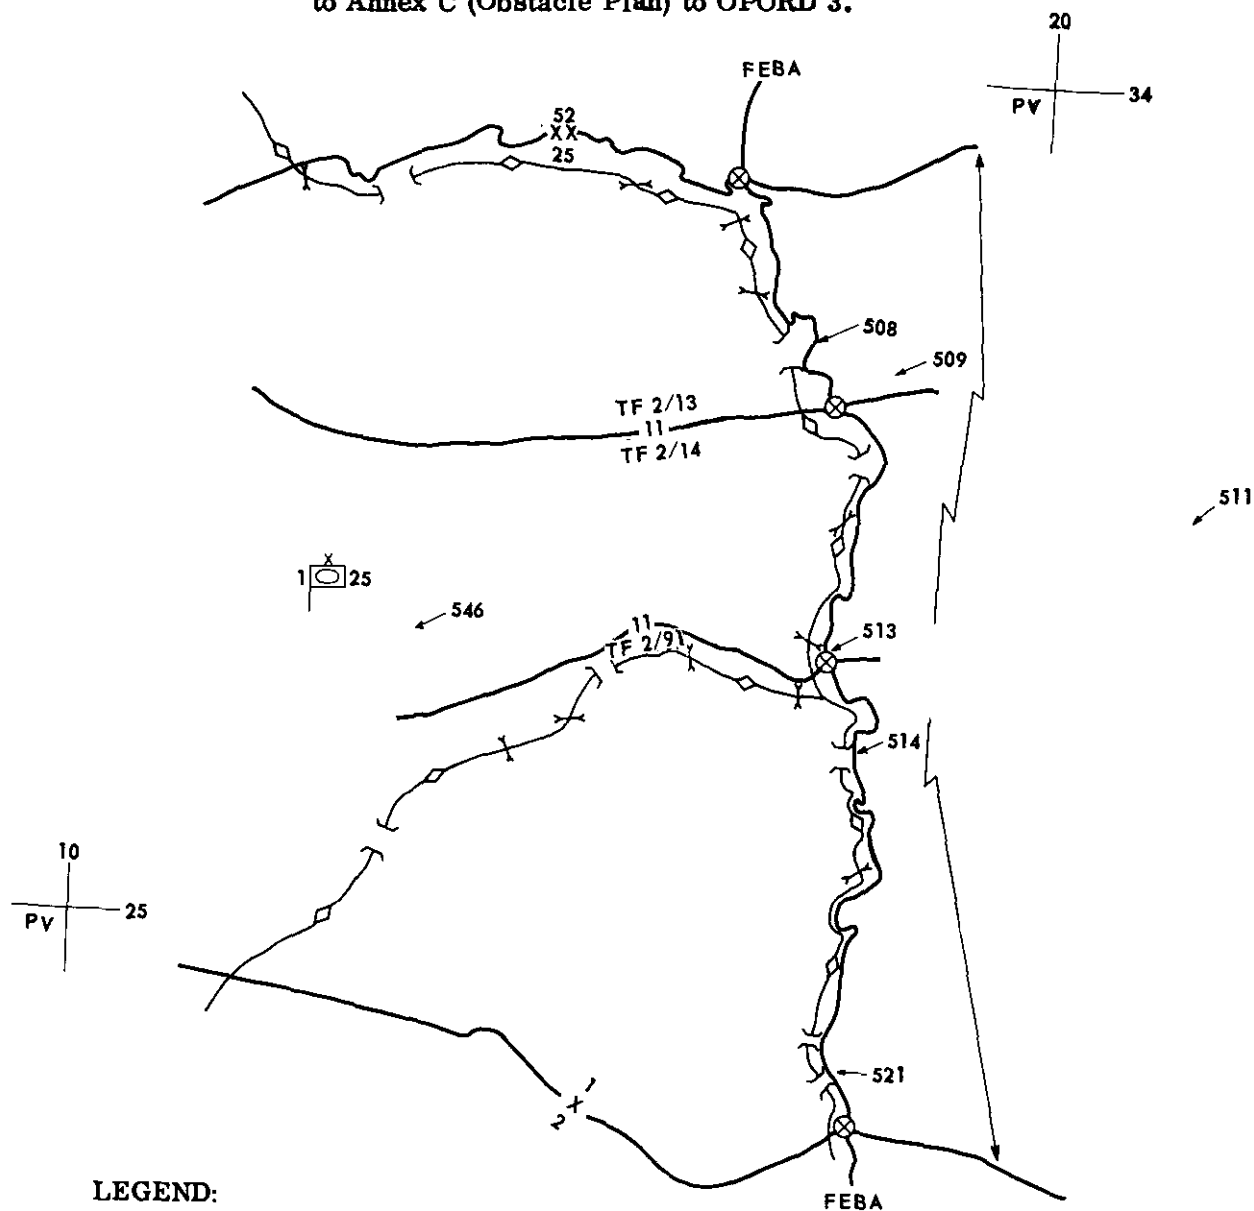 to Annex C (Obstacle Plan) to OPORD 3.
20
FEBA
PV 34
52
XX
25
508
509
TF 2/13
11
TF 2/14
511
X
1 25
546
11
TF 2/91
513
514
10
PV 25
521
1
X
2
LEGEND:
FEBA